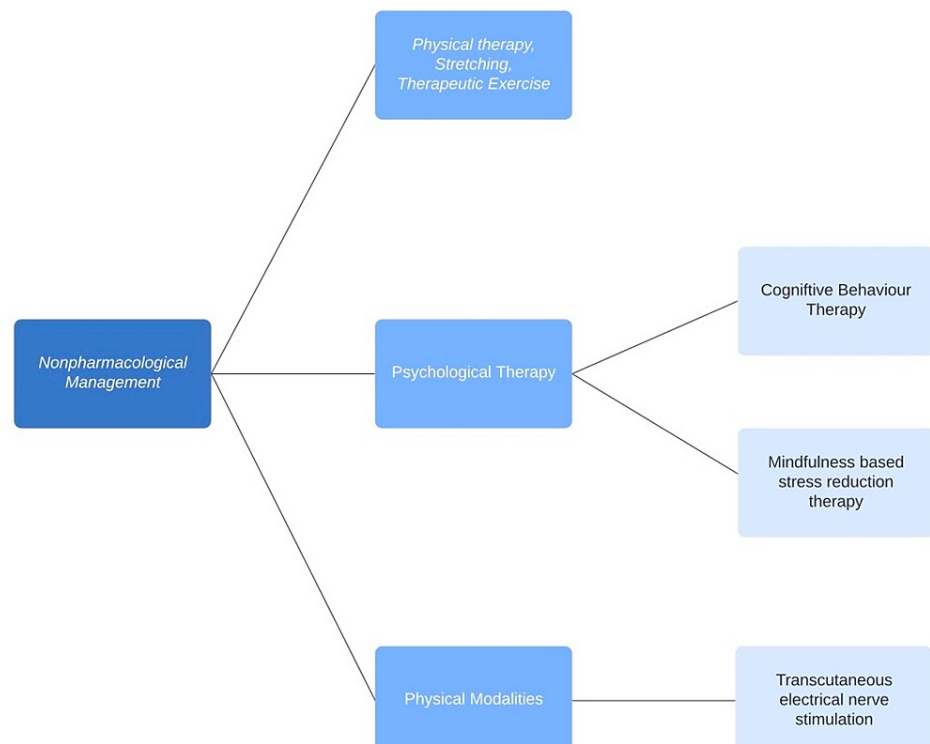 Physical therapy,
Stretching,
Therapeutic Exercise
Nonpharmacological
Management
Psychological Therapy
Cogniftive Behaviour
Therapy
Mindfulness based
stress reduction
therapy
Physical Modalities
Transcutaneous
electrical nerve
stimulation